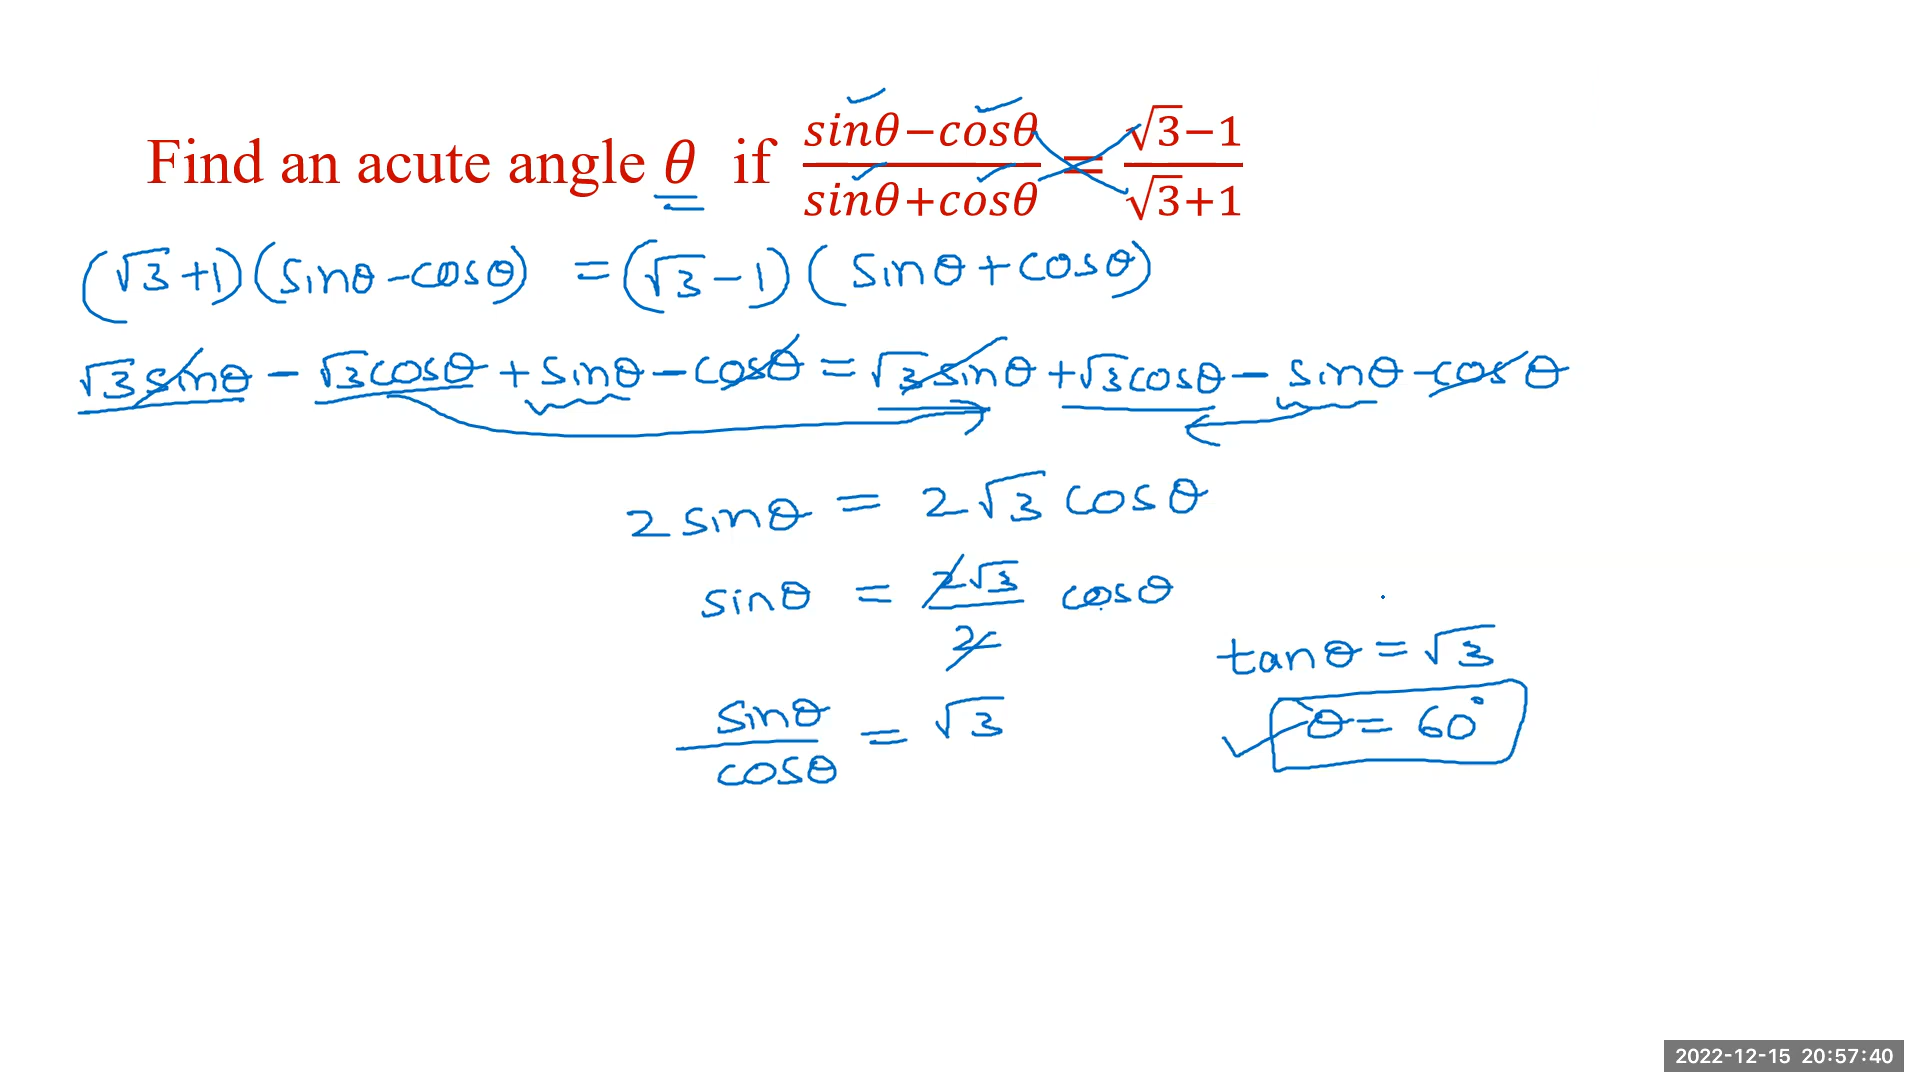 Find an acute angle θ if (sinθ−cosθ)/(sinθ+cosθ) = (√3−1)/(√3+1)
(√3+1)(sinθ-cosθ) = (√3-1)(sinθ+cosθ)
√3sinθ - √3cosθ + sinθ - cosθ = √3sinθ + √3cosθ - sinθ - cosθ
2sinθ = 2√3 cosθ
sinθ = 2√3/2 cosθ
tanθ = √3
sinθ/cosθ = √3
θ = 60°
2022-12-15 20:57:40